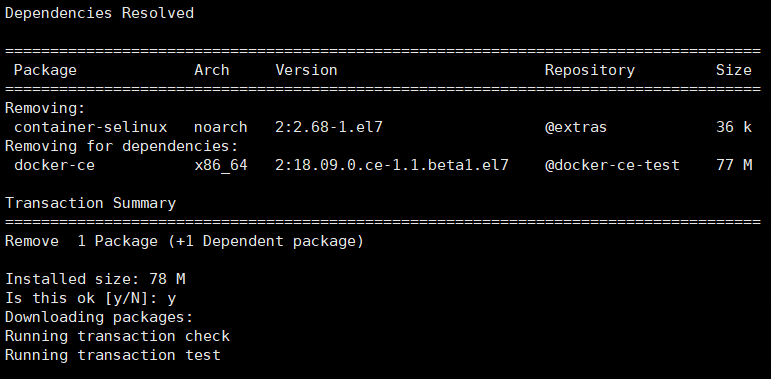 Dependencies Resolved
================================================================================
Package Arch Version Repository Size
================================================================================
Removing:
container-selinux noarch 2:2.68-1.el7 @extras 36 k
Removing for dependencies:
docker-ce x86_64 2:18.09.0.ce-1.1.beta1.el7 @docker-ce-test 77 M
Transaction Summary
================================================================================
Remove 1 Package (+1 Dependent package)
Installed size: 78 M
Is this ok [y/N]: y
Downloading packages:
Running transaction check
Running transaction test